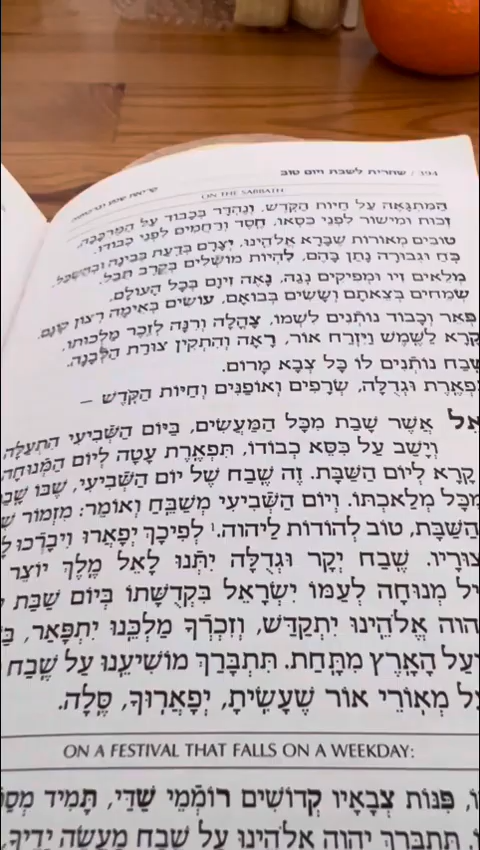 394 / שחרית לשבת ויום טוב
קריאת שמע וברכותיה
ON THE SABBATH
הַמִּתְגָּאֶה עַל חַיּוֹת הַקֹּדֶשׁ, וְנֶהְדָּר בְּכָבוֹד עַל הַמֶּרְכָּבָה,
זְכוּת וּמִישׁוֹר לִפְנֵי כִסְאוֹ, חֶסֶד וְרַחֲמִים לִפְנֵי כְבוֹדוֹ.
טוֹבִים מְאוֹרוֹת שֶׁבָּרָא אֱלֹהֵינוּ, יְצָרָם בְּדַעַת בְּבִינָה וּבְהַשְׂכֵּל.
כֹּחַ וּגְבוּרָה נָתַן בָּהֶם, לִהְיוֹת מוֹשְׁלִים בְּקֶרֶב תֵּבֵל.
מְלֵאִים זִיו וּמְפִיקִים נֹגַהּ, נָאֶה זִיוָם בְּכָל הָעוֹלָם.
שְׂמֵחִים בְּצֵאתָם וְשָׂשִׂים בְּבוֹאָם, עוֹשִׂים בְּאֵימָה רְצוֹן קוֹנָם.
פְּאֵר וְכָבוֹד נוֹתְנִים לִשְׁמוֹ, צָהֳלָה וְרִנָּה לְזֵכֶר מַלְכוּתוֹ.
קָרָא לַשֶּׁמֶשׁ וַיִּזְרַח אוֹר, רָאָה וְהִתְקִין צוּרַת הַלְּבָנָה.
שֶׁבַח נוֹתְנִים לוֹ כָּל צְבָא מָרוֹם.
תִּפְאֶרֶת וּגְדֻלָּה, שְׂרָפִים וְאוֹפַנִּים וְחַיּוֹת הַקֹּדֶשׁ –
לָאֵל אֲשֶׁר שָׁבַת מִכָּל הַמַּעֲשִׂים, בַּיּוֹם הַשְּׁבִיעִי הִתְעַלָּה,
וְיָשַׁב עַל כִּסֵּא כְבוֹדוֹ, תִּפְאֶרֶת עָטָה לְיוֹם הַמְּנוּחָה,
קָרָא לְיוֹם הַשַּׁבָּת. זֶה שֶׁבַח שֶׁל יוֹם הַשְּׁבִיעִי, שֶׁבּוֹ
מִכָּל מְלַאכְתּוֹ. וְיוֹם הַשְּׁבִיעִי מְשַׁבֵּחַ וְאוֹמֵר: מִזְמוֹר
הַשַּׁבָּת, טוֹב לְהוֹדוֹת לַיהוה. לְפִיכָךְ יְפָאֲרוּ וִיבָרְכוּ
יְצוּרָיו. שֶׁבַח יְקָר וּגְדֻלָּה יִתְּנוּ לָאֵל מֶלֶךְ יוֹצֵר
מְנוּחָה לְעַמּוֹ יִשְׂרָאֵל בִּקְדֻשָּׁתוֹ בְּיוֹם שַׁבַּת
יהוה אֱלֹהֵינוּ יִתְקַדַּשׁ, וְזִכְרְךָ מַלְכֵּנוּ יִתְפָּאַר,
וְעַל הָאָרֶץ מִתָּחַת. תִּתְבָּרַךְ מוֹשִׁיעֵנוּ עַל שֶׁבַח
עַל מְאוֹרֵי אוֹר שֶׁעָשִׂיתָ, יְפָאֲרוּךָ, סֶּלָה.
ON A FESTIVAL THAT FALLS ON A WEEKDAY:
פִּנּוֹת צְבָאָיו קְדוֹשִׁים רוֹמְמֵי שַׁדַּי, תָּמִיד
תִּתְבָּרַךְ יהוה אֱלֹהֵינוּ עַל שֶׁבַח מַעֲשֵׂה יָדֶיךָ,